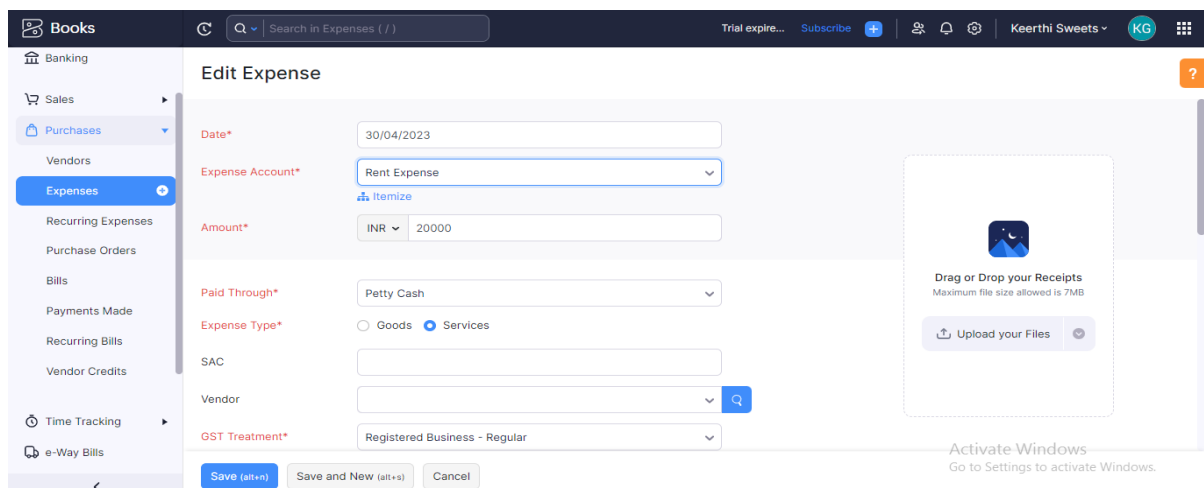 Books
Search in Expenses ( / )
Trial expire... Subscribe
Keerthi Sweets
KG
Banking
Sales
Purchases
Vendors
Expenses
Recurring Expenses
Purchase Orders
Bills
Payments Made
Recurring Bills
Vendor Credits
Time Tracking
e-Way Bills
Edit Expense
?
Date* 30/04/2023
Expense Account* Rent Expense
Itemize
Amount* INR 20000
Paid Through* Petty Cash
Expense Type* Goods Services
SAC
Vendor
GST Treatment* Registered Business - Regular
Drag or Drop your Receipts
Maximum file size allowed is 7MB
Upload your Files
Save (alt+n) Save and New (alt+s) Cancel
Activate Windows
Go to Settings to activate Windows.